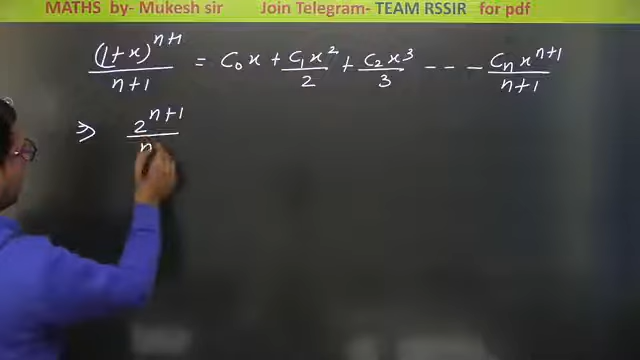 MATHS by- Mukesh sir Join Telegram- TEAM RSSIR for pdf
(1+x)^{n+1}/n+1 = C₀x + C₁x²/2 + C₂x³/3 - - - Cₙx^{n+1}/n+1
⇒ 2^{n+1}/n